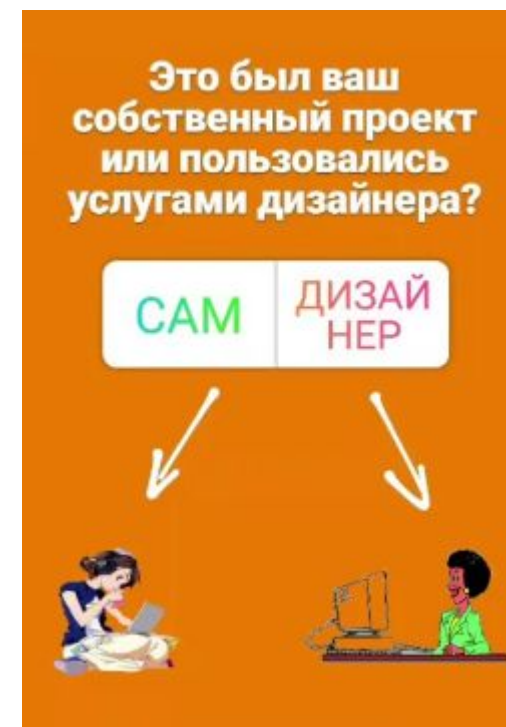 Это был ваш
собственный проект
или пользовались
услугами дизайнера?
САМ
ДИЗАЙ
НЕР